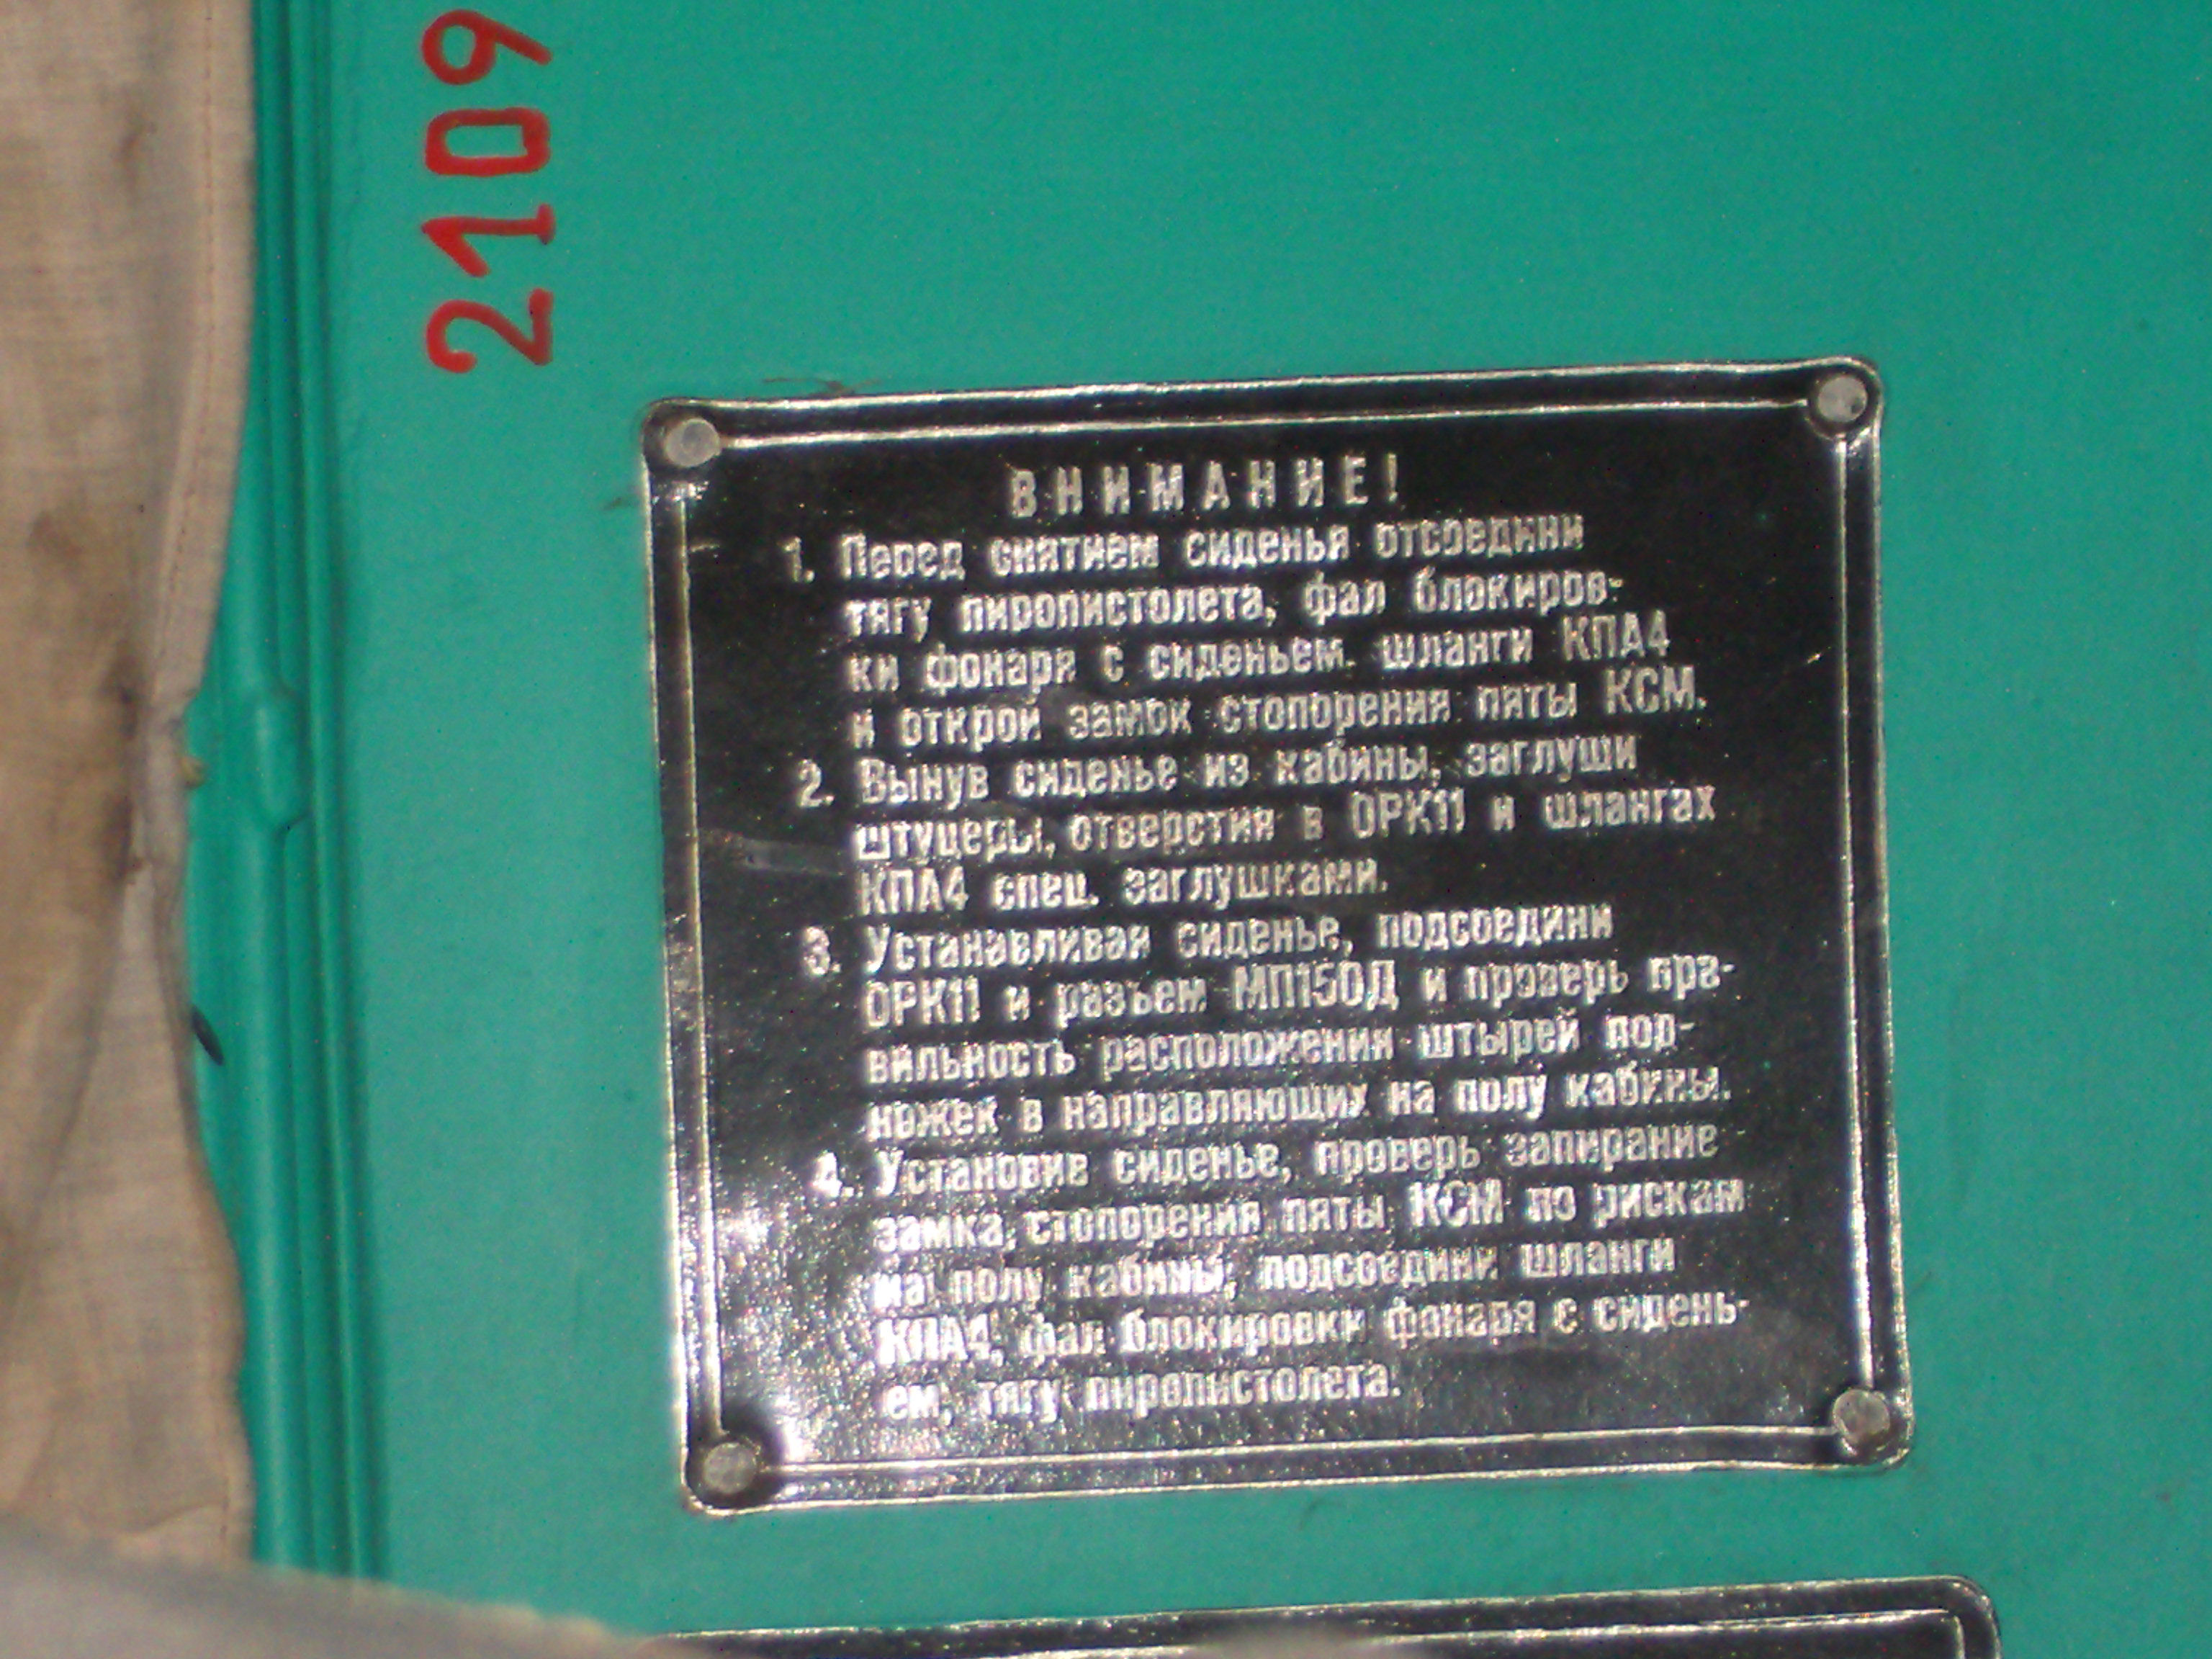 2109
ВНИМАНИЕ!
1. Перед снятием сиденья отсоедини
тягу пиропистолета, фал блокиров-
ки фонаря с сиденьем, шланги КПА4
и открой замок стопорения пяты КСМ.
2. Вынув сиденье из кабины, заглуши
штуцеры, отверстия в ОРК11 и шлангах
КПА4 спец. заглушками.
3. Устанавливая сиденье, подсоедини
ОРК11 и разъем МП150Д и проверь пра-
вильность расположения штырей под-
ножек в направляющих на полу кабины.
4. Установив сиденье, проверь запирание
замка стопорения пяты КСМ по рискам
на полу кабины, подсоедини шланги
КПА4, фал блокировки фонаря с сидень-
ем, тягу пиропистолета.